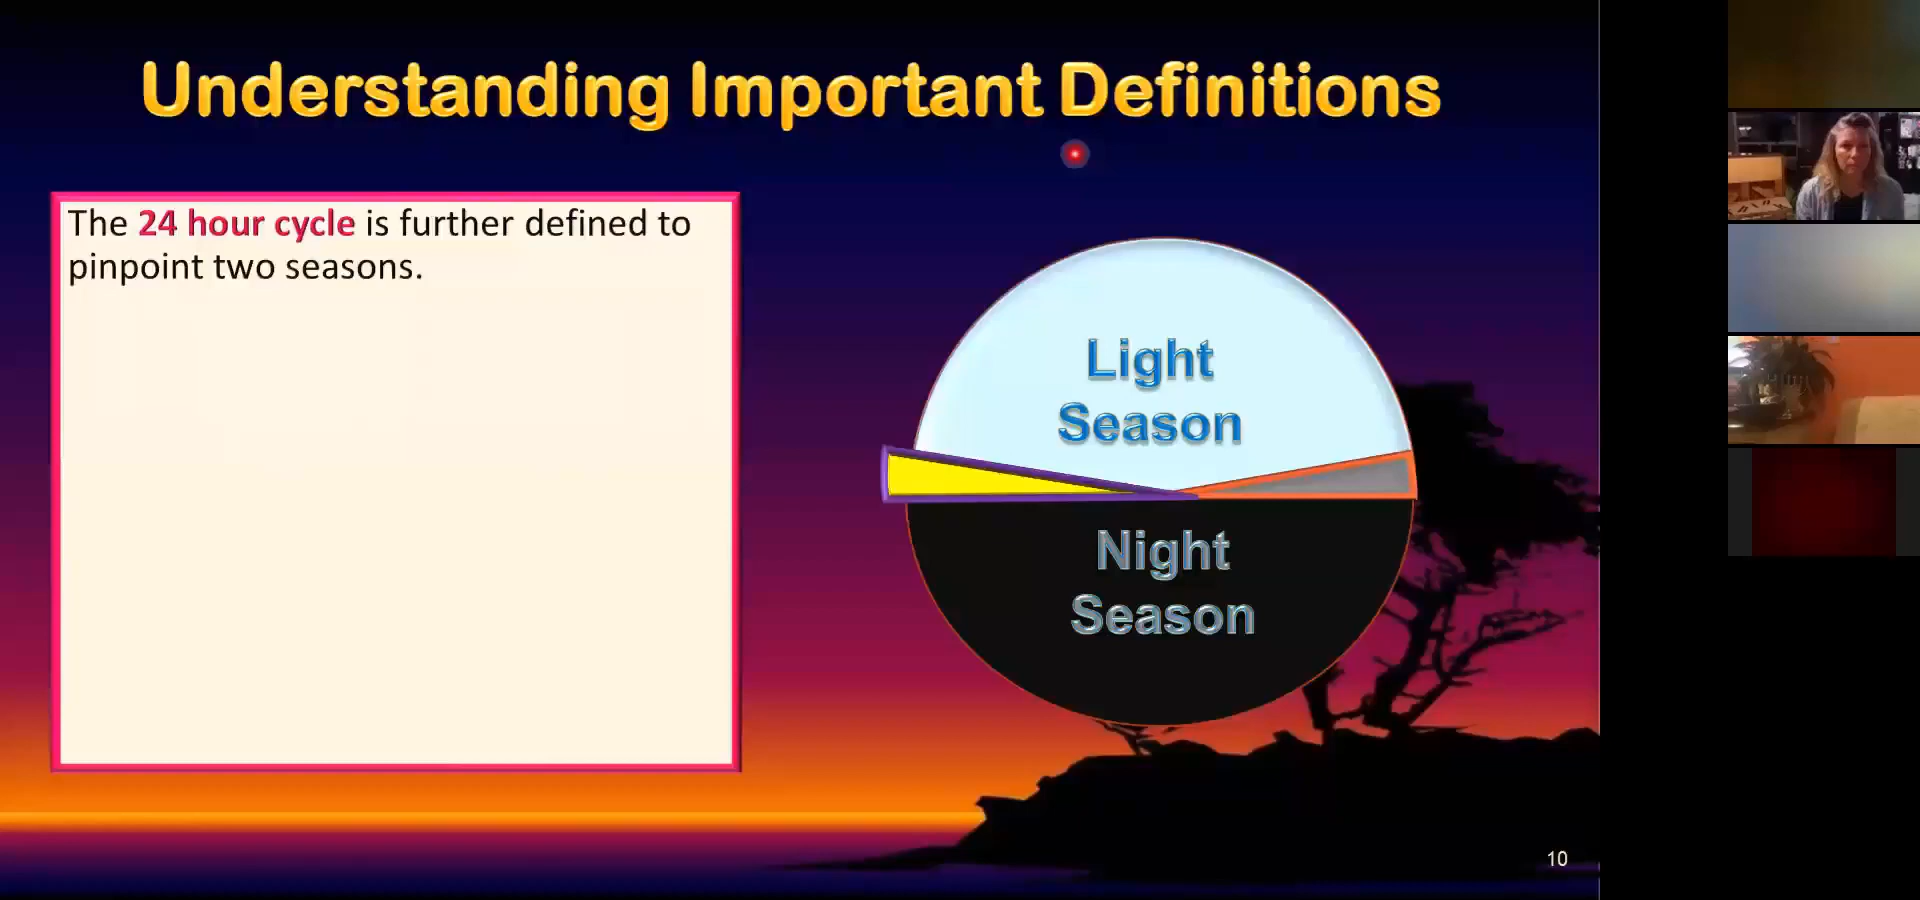 Understanding Important Definitions
The 24 hour cycle is further defined to
pinpoint two seasons.
Light
Season
Night
Season
10